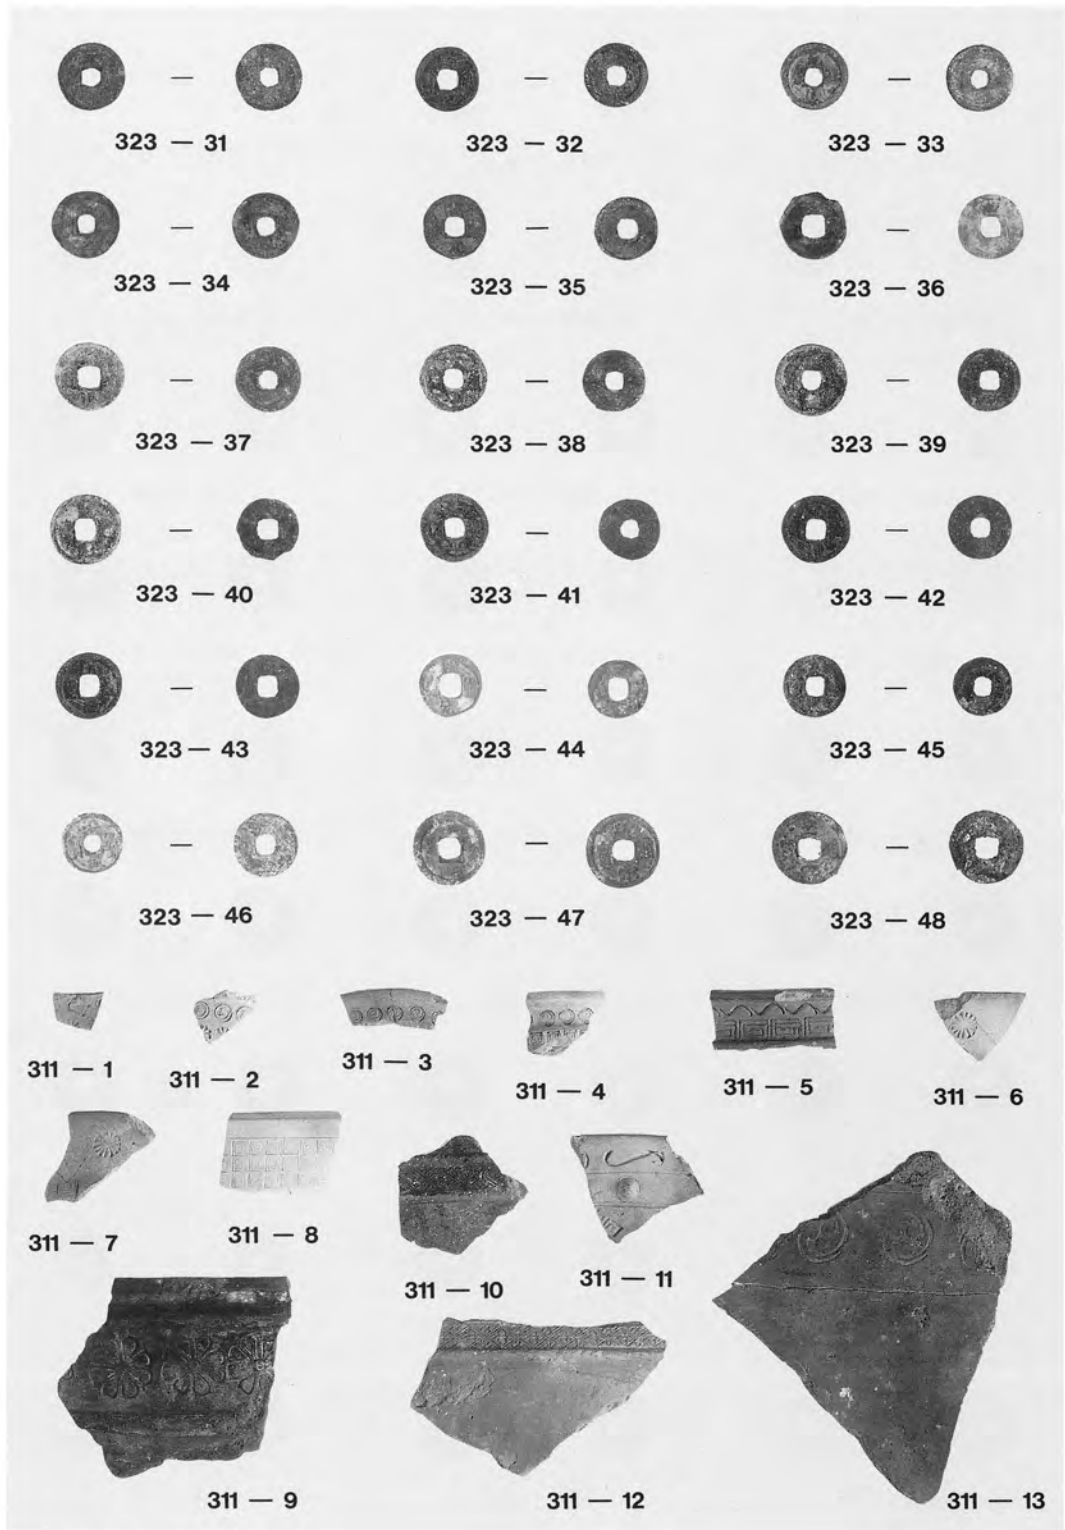 323 — 31 323 — 32 323 — 33
323 — 34 323 — 35 323 — 36
323 — 37 323 — 38 323 — 39
323 — 40 323 — 41 323 — 42
323 — 43 323 — 44 323 — 45
323 — 46 323 — 47 323 — 48
311 — 1 311 — 2 311 — 3 311 — 4 311 — 5 311 — 6
311 — 7 311 — 8 311 — 10 311 — 11
311 — 9 311 — 12 311 — 13